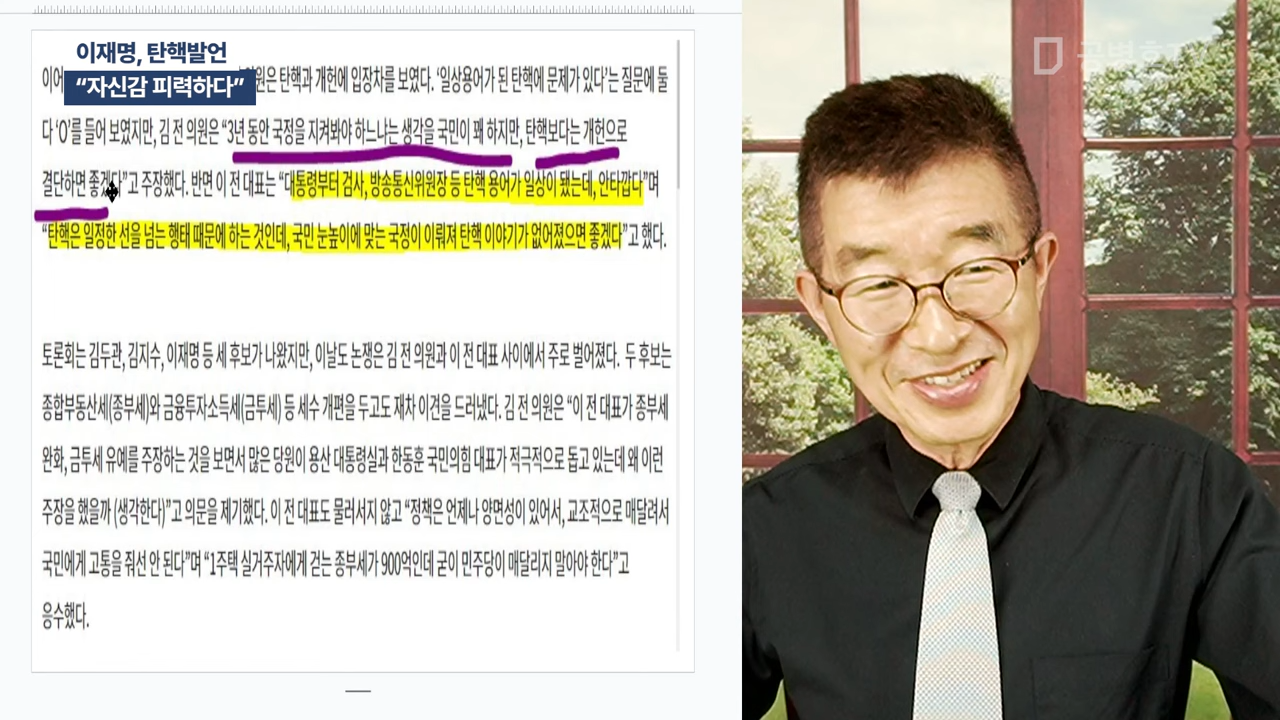 이재명, 탄핵발언
“자신감 피력하다”
이어 의원은 탄핵과 개헌에 입장차를 보였다. ‘일상용어가 된 탄핵에 문제가 있다’는 질문에 둘
다 ‘O’를 들어 보였지만, 김 전 의원은 “3년 동안 국정을 지켜봐야 하느냐는 생각을 국민이 꽤 하지만, 탄핵보다는 개헌으로
결단하면 좋겠다”고 주장했다. 반면 이 전 대표는 “대통령부터 검사, 방송통신위원장 등 탄핵 용어가 일상이 됐는데, 안타깝다”며
“탄핵은 일정한 선을 넘는 행태 때문에 하는 것인데, 국민 눈높이에 맞는 국정이 이뤄져 탄핵 이야기가 없어졌으면 좋겠다”고 했다.
토론회는 김두관, 김지수, 이재명 등 세 후보가 나왔지만, 이날도 논쟁은 김 전 의원과 이 전 대표 사이에서 주로 벌어졌다. 두 후보는
종합부동산세(종부세)와 금융투자소득세(금투세) 등 세수 개편을 두고도 재차 이견을 드러냈다. 김 전 의원은 “이 전 대표가 종부세
완화, 금투세 유예를 주장하는 것을 보면서 많은 당원이 용산 대통령실과 한동훈 국민의힘 대표가 적극적으로 돕고 있는데 왜 이런
주장을 했을까 (생각한다)”고 의문을 제기했다. 이 전 대표도 물러서지 않고 “정책은 언제나 양면성이 있어서, 교조적으로 매달려서
국민에게 고통을 줘선 안 된다”며 “1주택 실거주자에게 걷는 종부세가 900억인데 굳이 민주당이 매달리지 말아야 한다”고
응수했다.